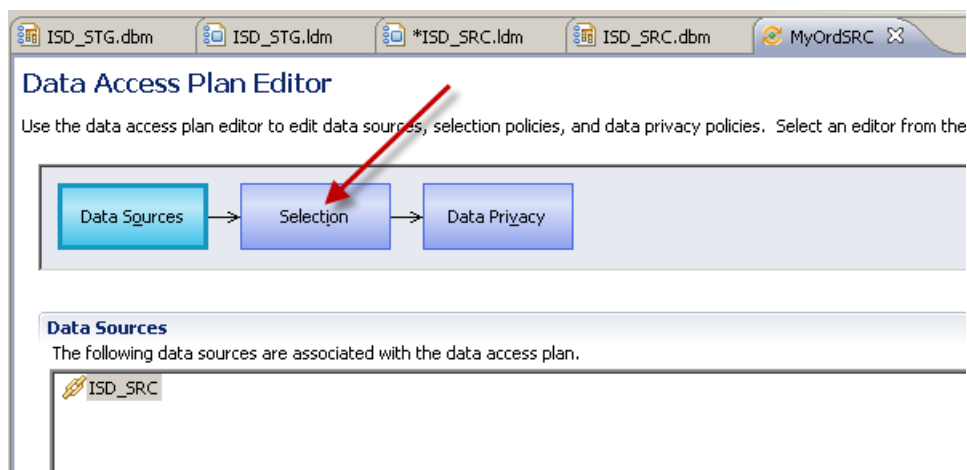 ISD_STG.dbm ISD_STG.ldm *ISD_SRC.ldm ISD_SRC.dbm MyOrdSRC
Data Access Plan Editor
Use the data access plan editor to edit data sources, selection policies, and data privacy policies. Select an editor from the
Data Sources Selection Data Privacy
Data Sources
The following data sources are associated with the data access plan.
ISD_SRC